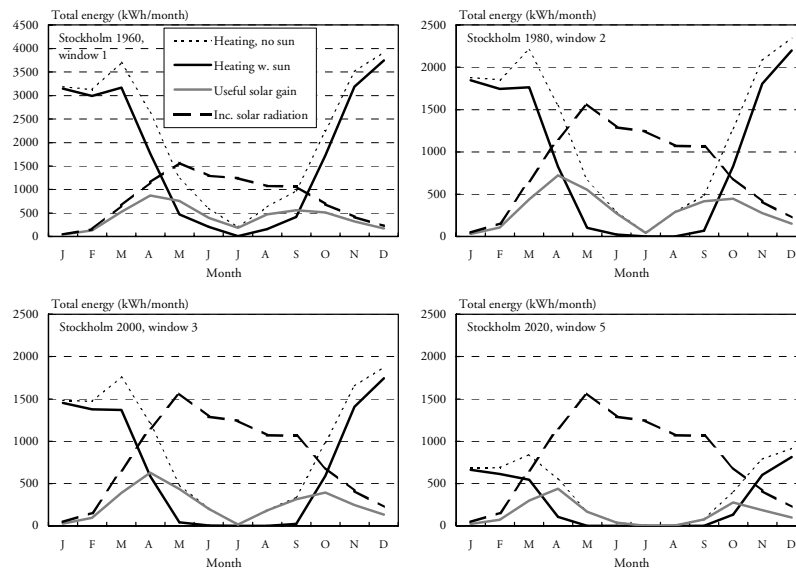 Total energy (kWh/month)
4500
4000
3500
3000
2500
2000
1500
1000
500
0
Stockholm 1960,
window 1
Heating, no sun
Heating w. sun
Useful solar gain
Inc. solar radiation
J F M A M J J A S O N D
Month
Total energy (kWh/month)
2500
2000
1500
1000
500
0
Stockholm 1980, window 2
J F M A M J J A S O N D
Month
Total energy (kWh/month)
2500
2000
1500
1000
500
0
Stockholm 2000, window 3
J F M A M J J A S O N D
Month
Total energy (kWh/month)
2500
2000
1500
1000
500
0
Stockholm 2020, window 5
J F M A M J J A S O N D
Month